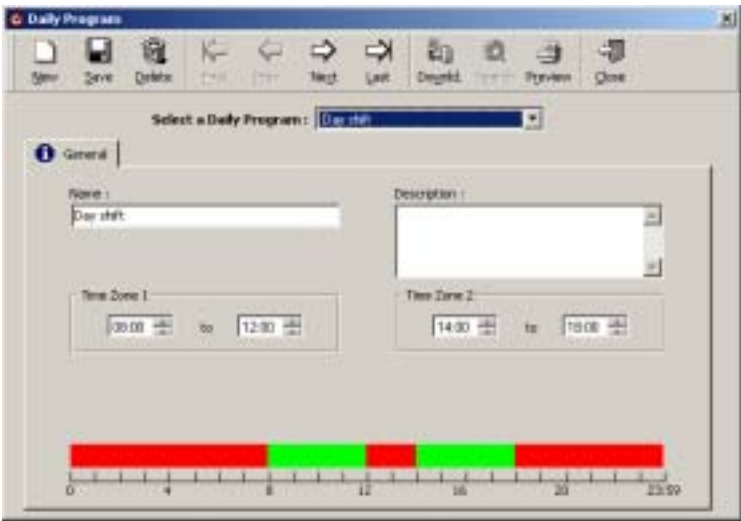 Daily Program
New Save Delete First Prev Next Last Downld. Search Preview Close
Select a Daily Program : Day shift
General
Name :
Description :
Day shift
Time Zone 1
Time Zone 2
08:00 to 12:00
14:00 to 18:00
0 4 8 12 16 20 23:59